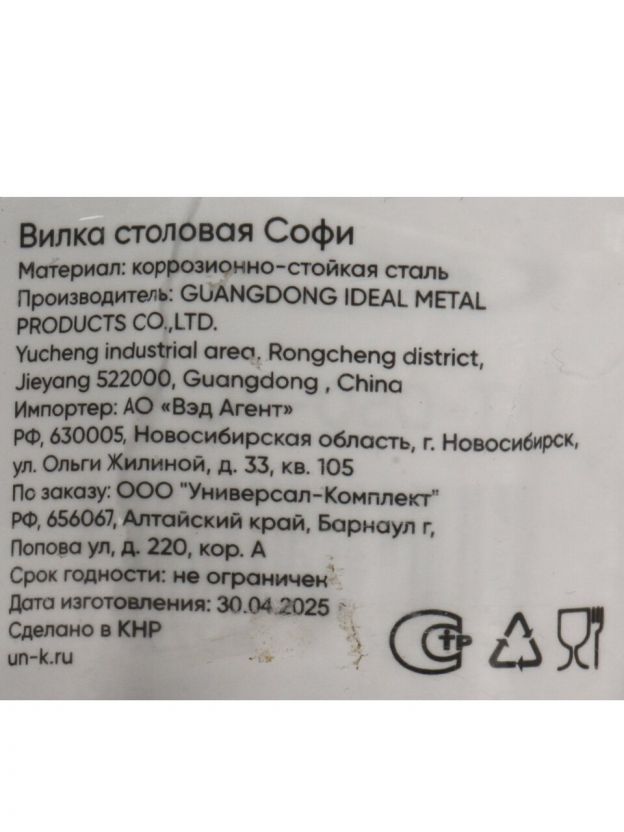 Вилка столовая Софи
Материал: коррозионно-стойкая сталь
Производитель: GUANGDONG IDEAL METAL
PRODUCTS CO.,LTD.
Yucheng industrial area, Rongcheng district,
Jieyang 522000, Guangdong , China
Импортер: АО «Вэд Агент»
РФ, 630005, Новосибирская область, г. Новосибирск,
ул. Ольги Жилиной, д. 33, кв. 105
По заказу: ООО "Универсал-Комплект"
РФ, 656067, Алтайский край, Барнаул г,
Попова ул, д. 220, кор. А
Срок годности: не ограничен
Дата изготовления: 30.04.2025
Сделано в КНР
un-k.ru
СТР